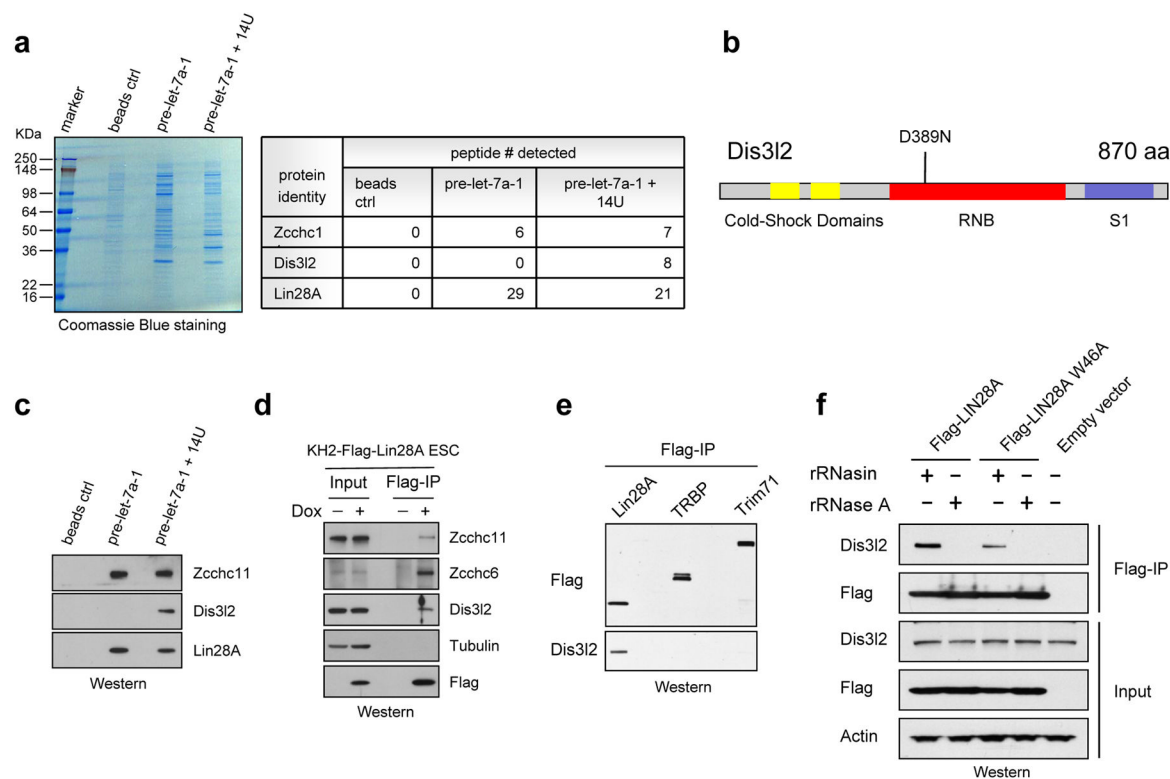 a
KDa
marker
beads ctrl
pre-let-7a-1
pre-let-7a-1 + 14U
250
148
98
64
50
36
22
16
Coomassie Blue staining
protein identity
peptide # detected
beads ctrl
pre-let-7a-1
pre-let-7a-1 + 14U
Zcchc1 0 6 7
Dis3l2 0 0 8
Lin28A 0 29 21
b
D389N
Dis3l2
870 aa
Cold-Shock Domains
RNB
S1
c
beads ctrl
pre-let-7a-1
pre-let-7a-1 + 14U
Zcchc11
Dis3l2
Lin28A
Western
d
KH2-Flag-Lin28A ESC
Input Flag-IP
Dox – + – +
Zcchc11
Zcchc6
Dis3l2
Tubulin
Flag
Western
e
Flag-IP
Lin28A
TRBP
Trim71
Flag
Dis3l2
Western
f
Flag-LIN28A
Flag-LIN28A W46A
Empty vector
rRNasin + – + – –
rRNase A – + – + –
Dis3l2
Flag
Flag-IP
Dis3l2
Flag
Actin
Input
Western